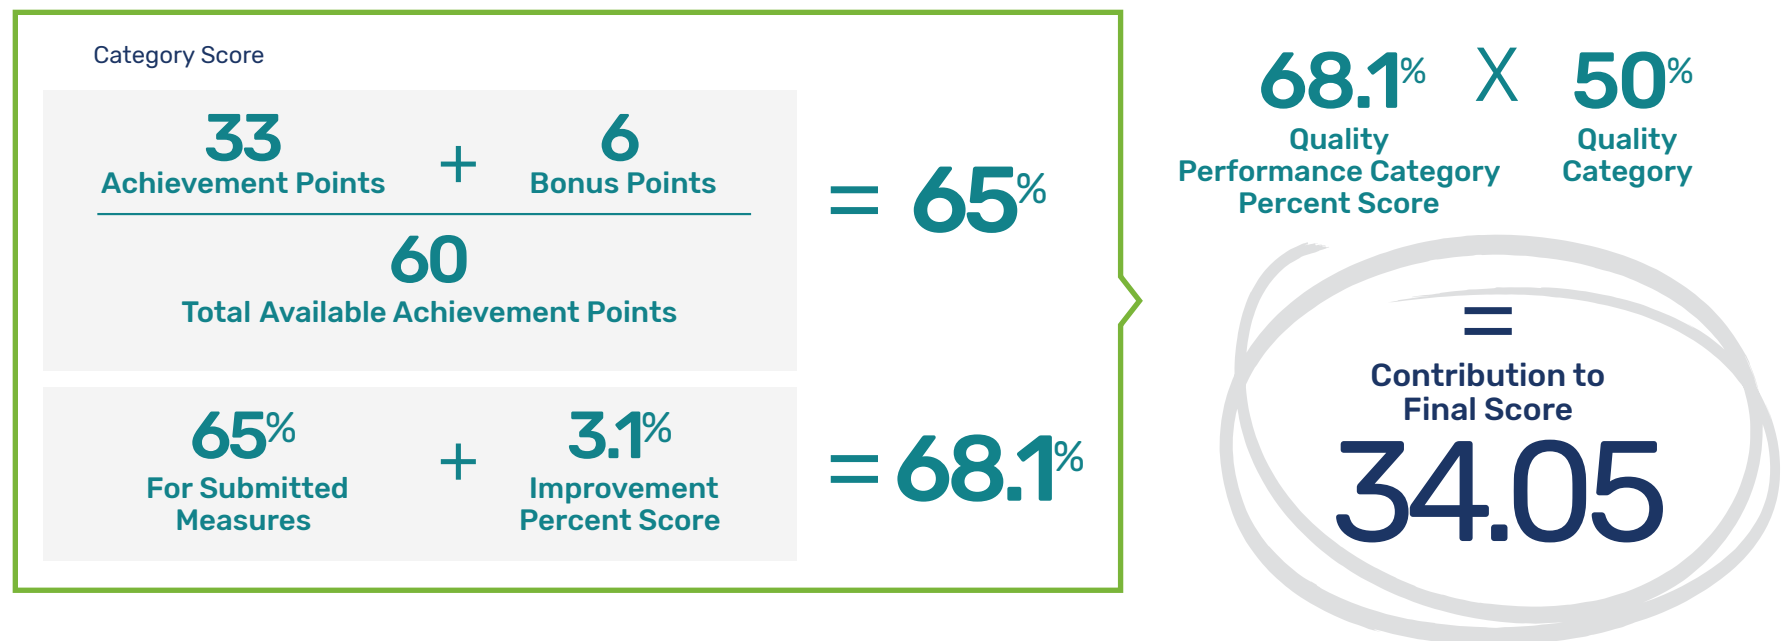 Category Score
33 + 6
Achievement Points Bonus Points
60
Total Available Achievement Points
= 65%
65% + 3.1%
For Submitted Measures
Improvement Percent Score
= 68.1%
68.1% X 50%
Quality
Performance Category
Percent Score
Quality
Category
=
Contribution to
Final Score
34.05